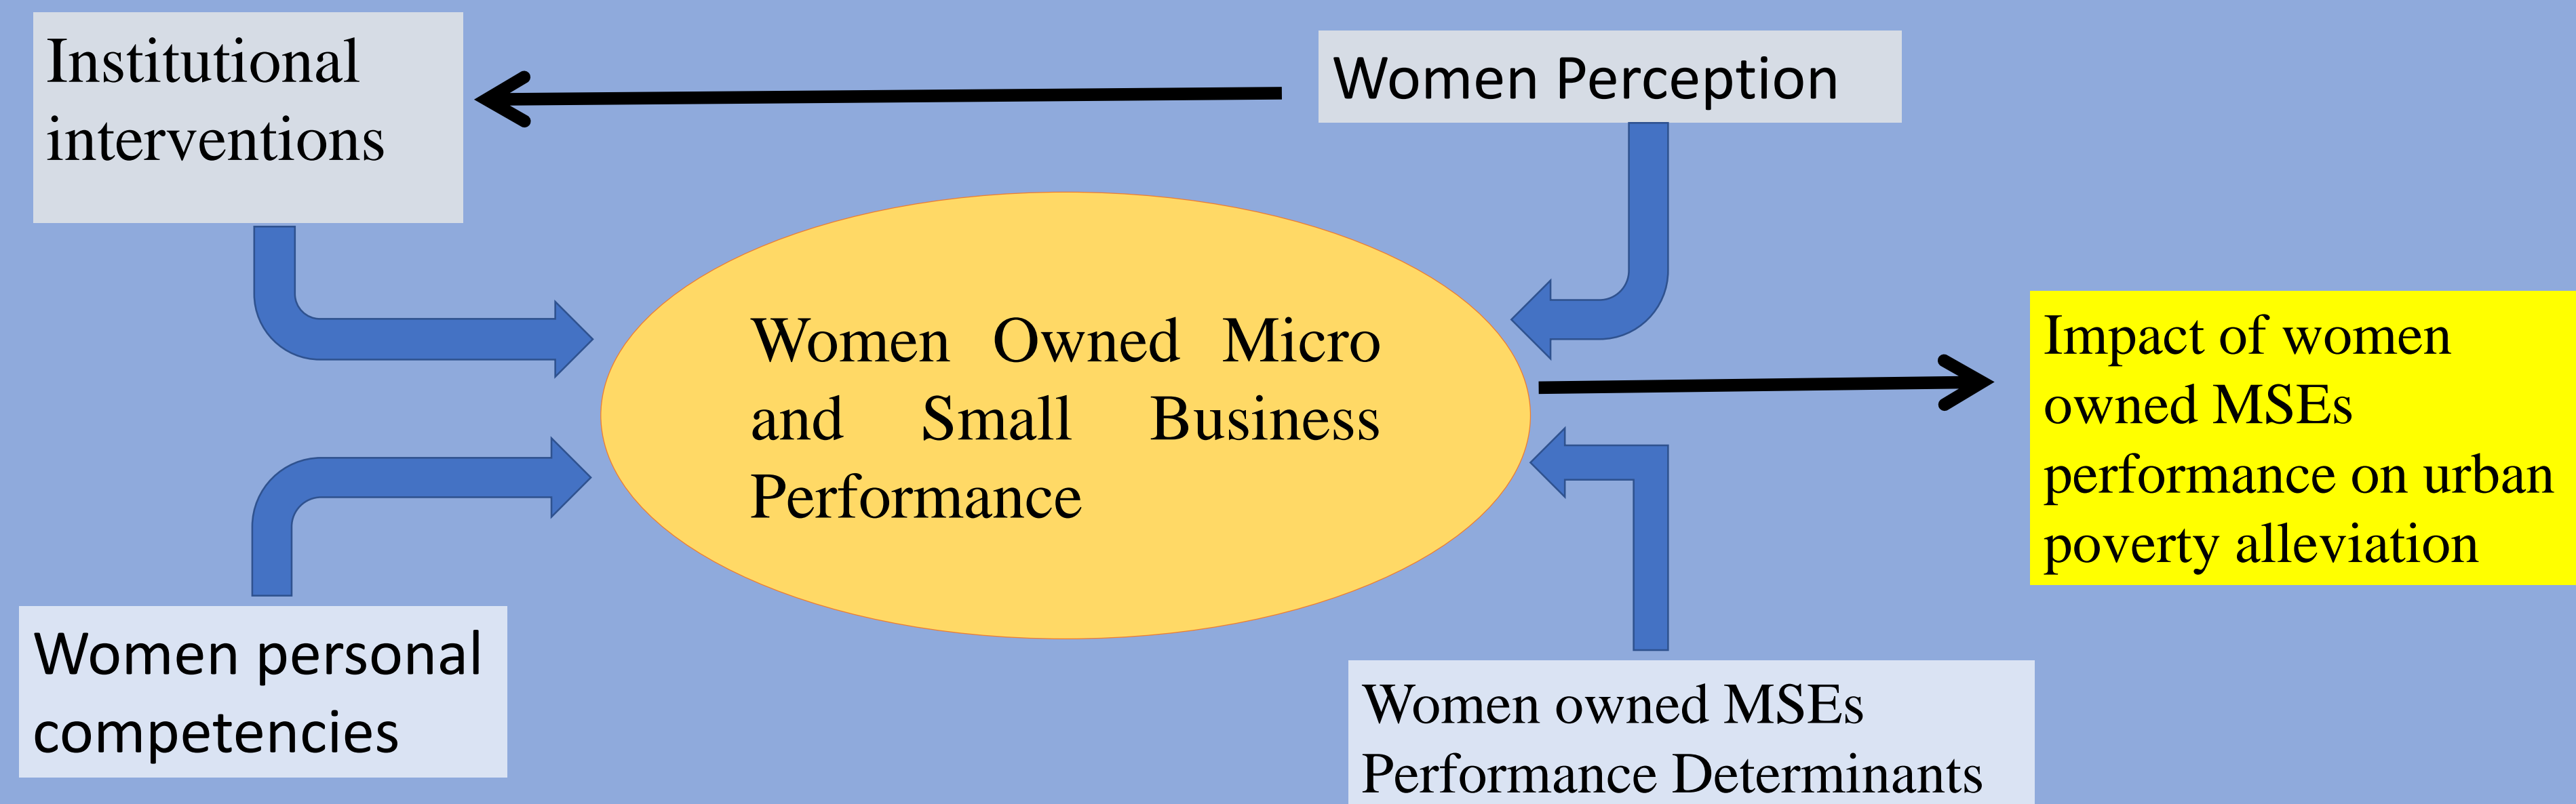 Institutional
interventions
Women Perception
Women Owned Micro
and Small Business
Performance
Impact of women
owned MSEs
performance on urban
poverty alleviation
Women personal
competencies
Women owned MSEs
Performance Determinants